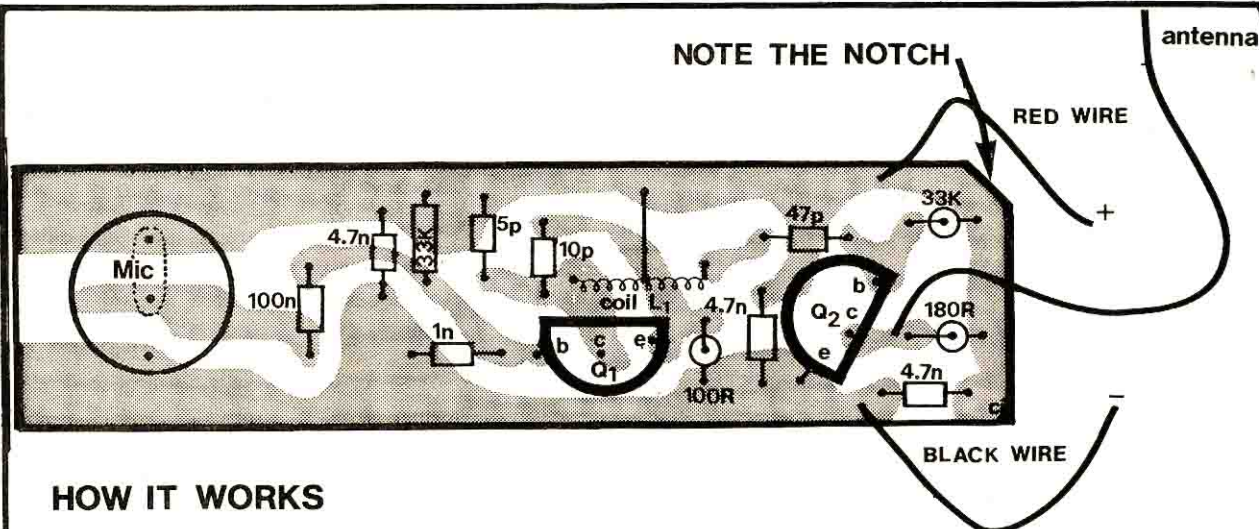 antenna
NOTE THE NOTCH
RED WIRE
33K
+
47p
5p
4.7n
33K
10p
Mic
100n
coil L1
4.7n
b
Q2
c
e
180R
1n
b
c
e
Q1
100R
4.7n
c
BLACK WIRE
–
HOW IT WORKS